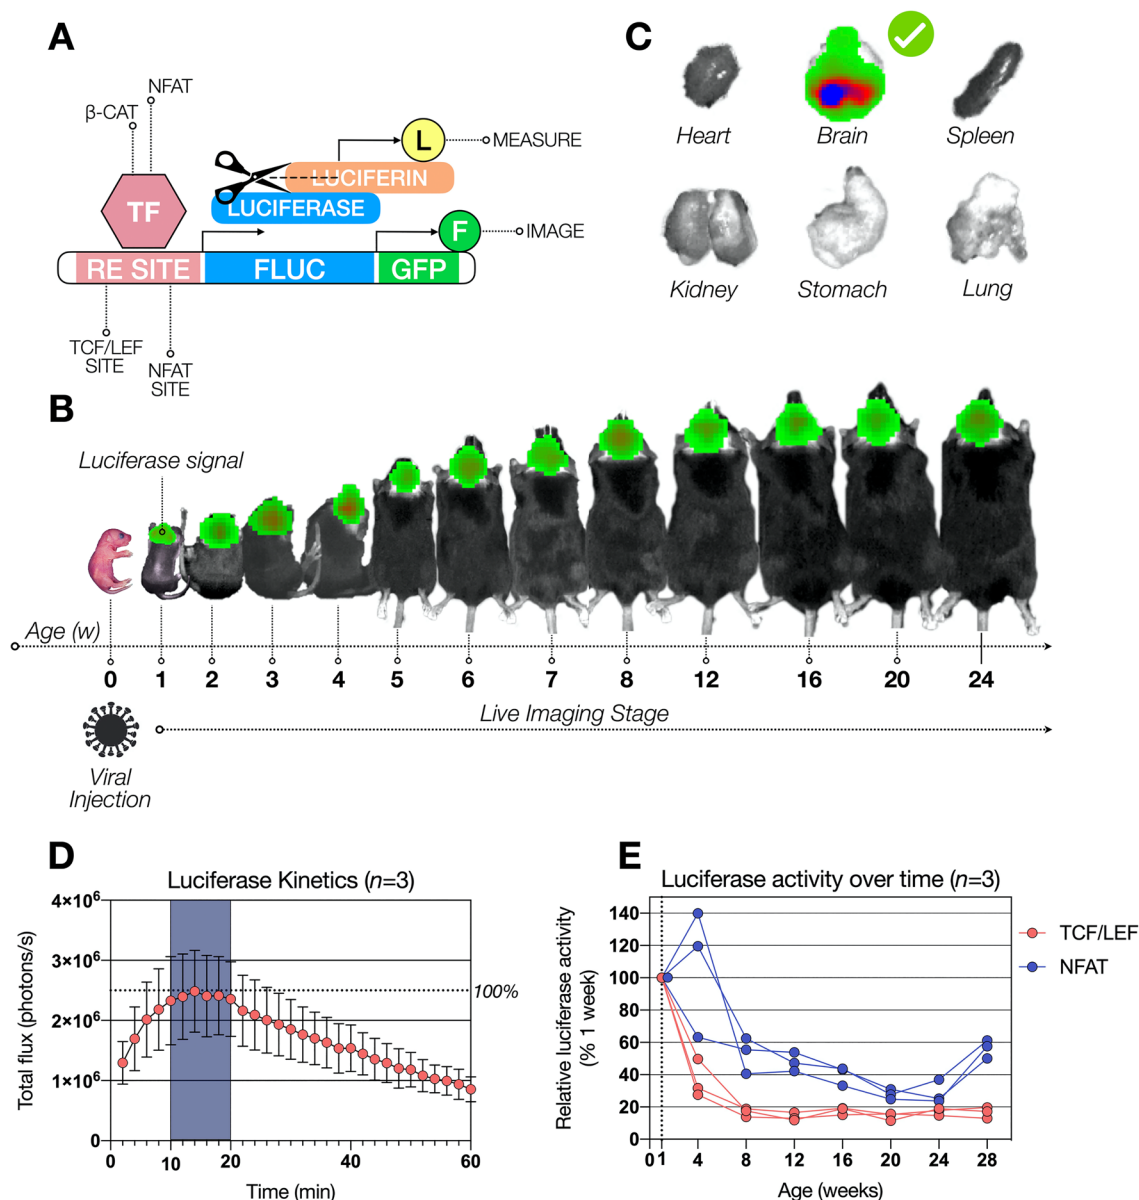 A
NFAT
β-CAT
TF
LUCIFERIN
LUCIFERASE
L
MEASURE
F
IMAGE
RE SITE
FLUC
GFP
TCF/LEF
SITE
NFAT
SITE
C
Heart
Brain
Spleen
Kidney
Stomach
Lung
B
Luciferase signal
Age (w)
0 1 2 3 4 5 6 7 8 12 16 20 24
Live Imaging Stage
Viral
Injection
D
Luciferase Kinetics (n=3)
Total flux (photons/s)
4×10⁶
3×10⁶
2×10⁶
1×10⁶
0
100%
0 10 20 40 60
Time (min)
E
Luciferase activity over time (n=3)
Relative luciferase activity
(% 1 week)
140
120
100
80
60
40
20
0
0 1 4 8 12 16 20 24 28
Age (weeks)
TCF/LEF
NFAT